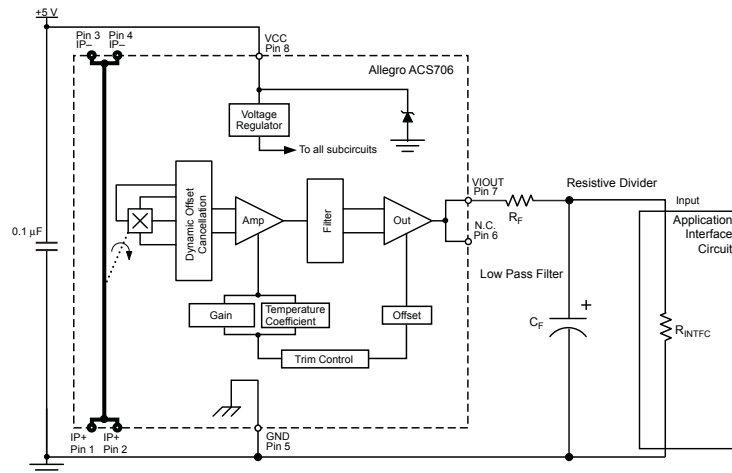 +5 V
Pin 3 Pin 4
IP– IP–
VCC
Pin 8
Allegro ACS706
Voltage
Regulator
To all subcircuits
VIOUT
Pin 7
Resistive Divider
Input
RF
Application
Interface
Circuit
0.1 µF
Dynamic Offset
Cancellation
Amp
Filter
Out
N.C.
Pin 6
Low Pass Filter
Gain
Temperature
Coefficient
Offset
CF
+
RINTFC
Trim Control
IP+ IP+
Pin 1 Pin 2
GND
Pin 5